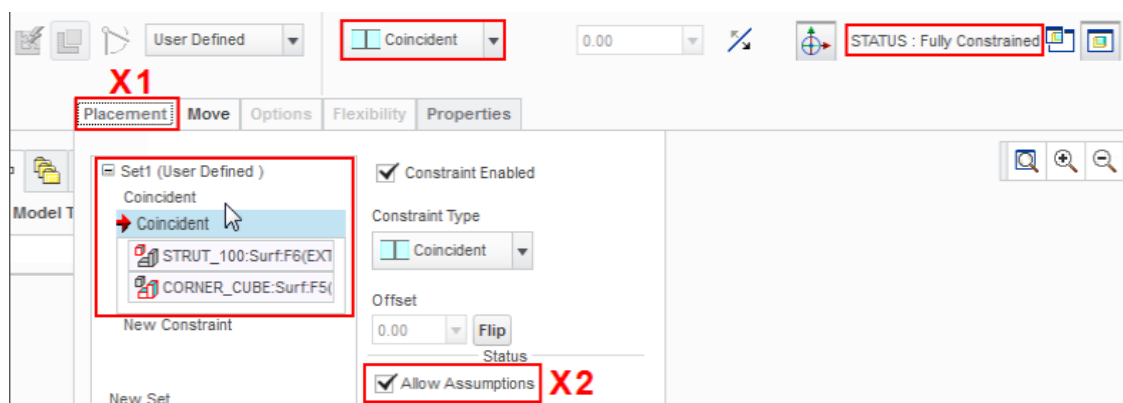 User Defined Coincident 0.00 STATUS : Fully Constrained
X1
Placement Move Options Flexibility Properties
Set1 (User Defined ) Constraint Enabled
Coincident
Model T Coincident Constraint Type
STRUT_100:Surf:F6(EXT Coincident
CORNER_CUBE:Surf:F5(
Offset
New Constraint 0.00 Flip
Status
Allow Assumptions X2
New Set